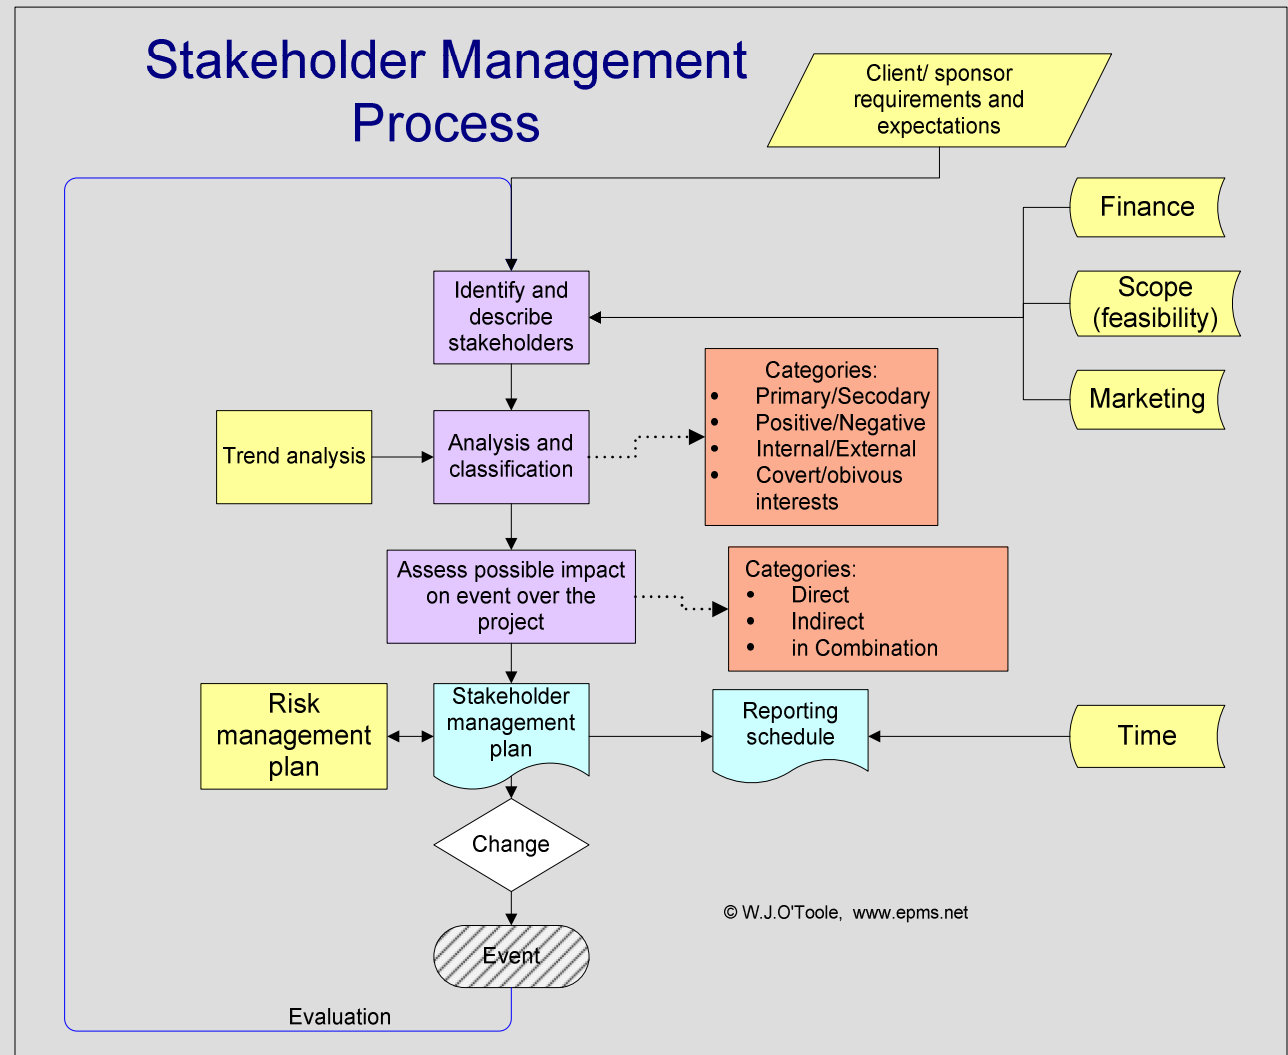 Stakeholder Management
Process
Client/ sponsor
requirements and
expectations
Finance
Scope
(feasibility)
Marketing
Identify and
describe
stakeholders
Categories:
• Primary/Secodary
• Positive/Negative
• Internal/External
• Covert/obivous
interests
Trend analysis
Analysis and
classification
Assess possible impact
on event over the
project
Categories:
• Direct
• Indirect
• in Combination
Risk
management
plan
Stakeholder
management
plan
Reporting
schedule
Time
Change
© W.J.O'Toole, www.epms.net
Event
Evaluation